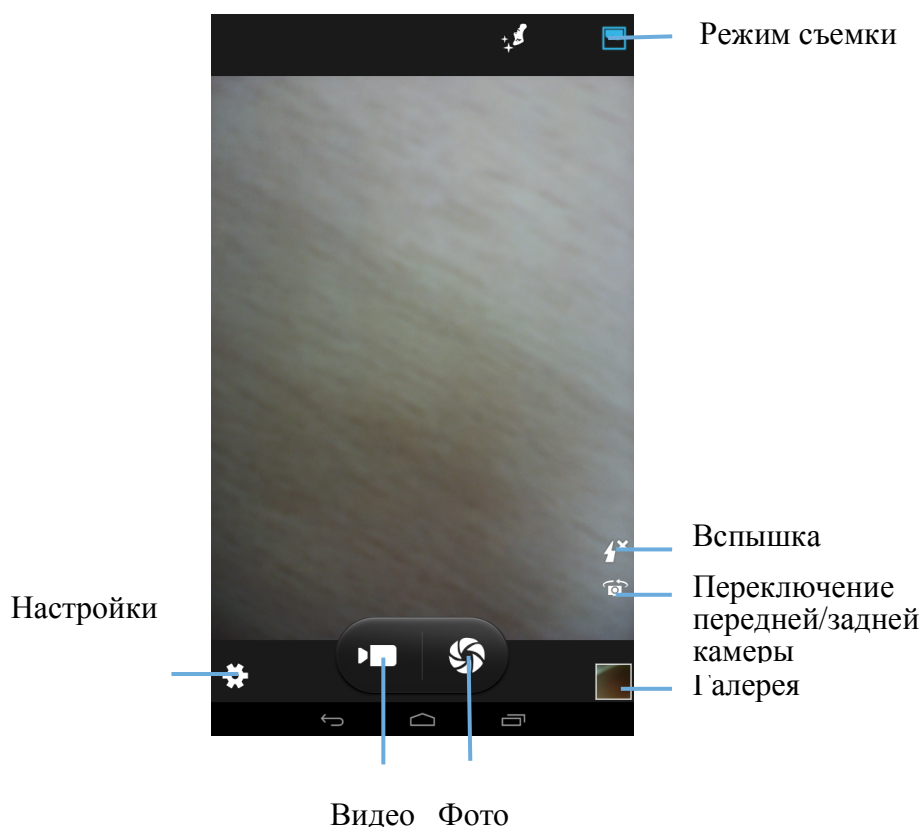 Режим съемки
Вспышка
Переключение
передней/задней
камеры
Галерея
Настройки
Видео Фото